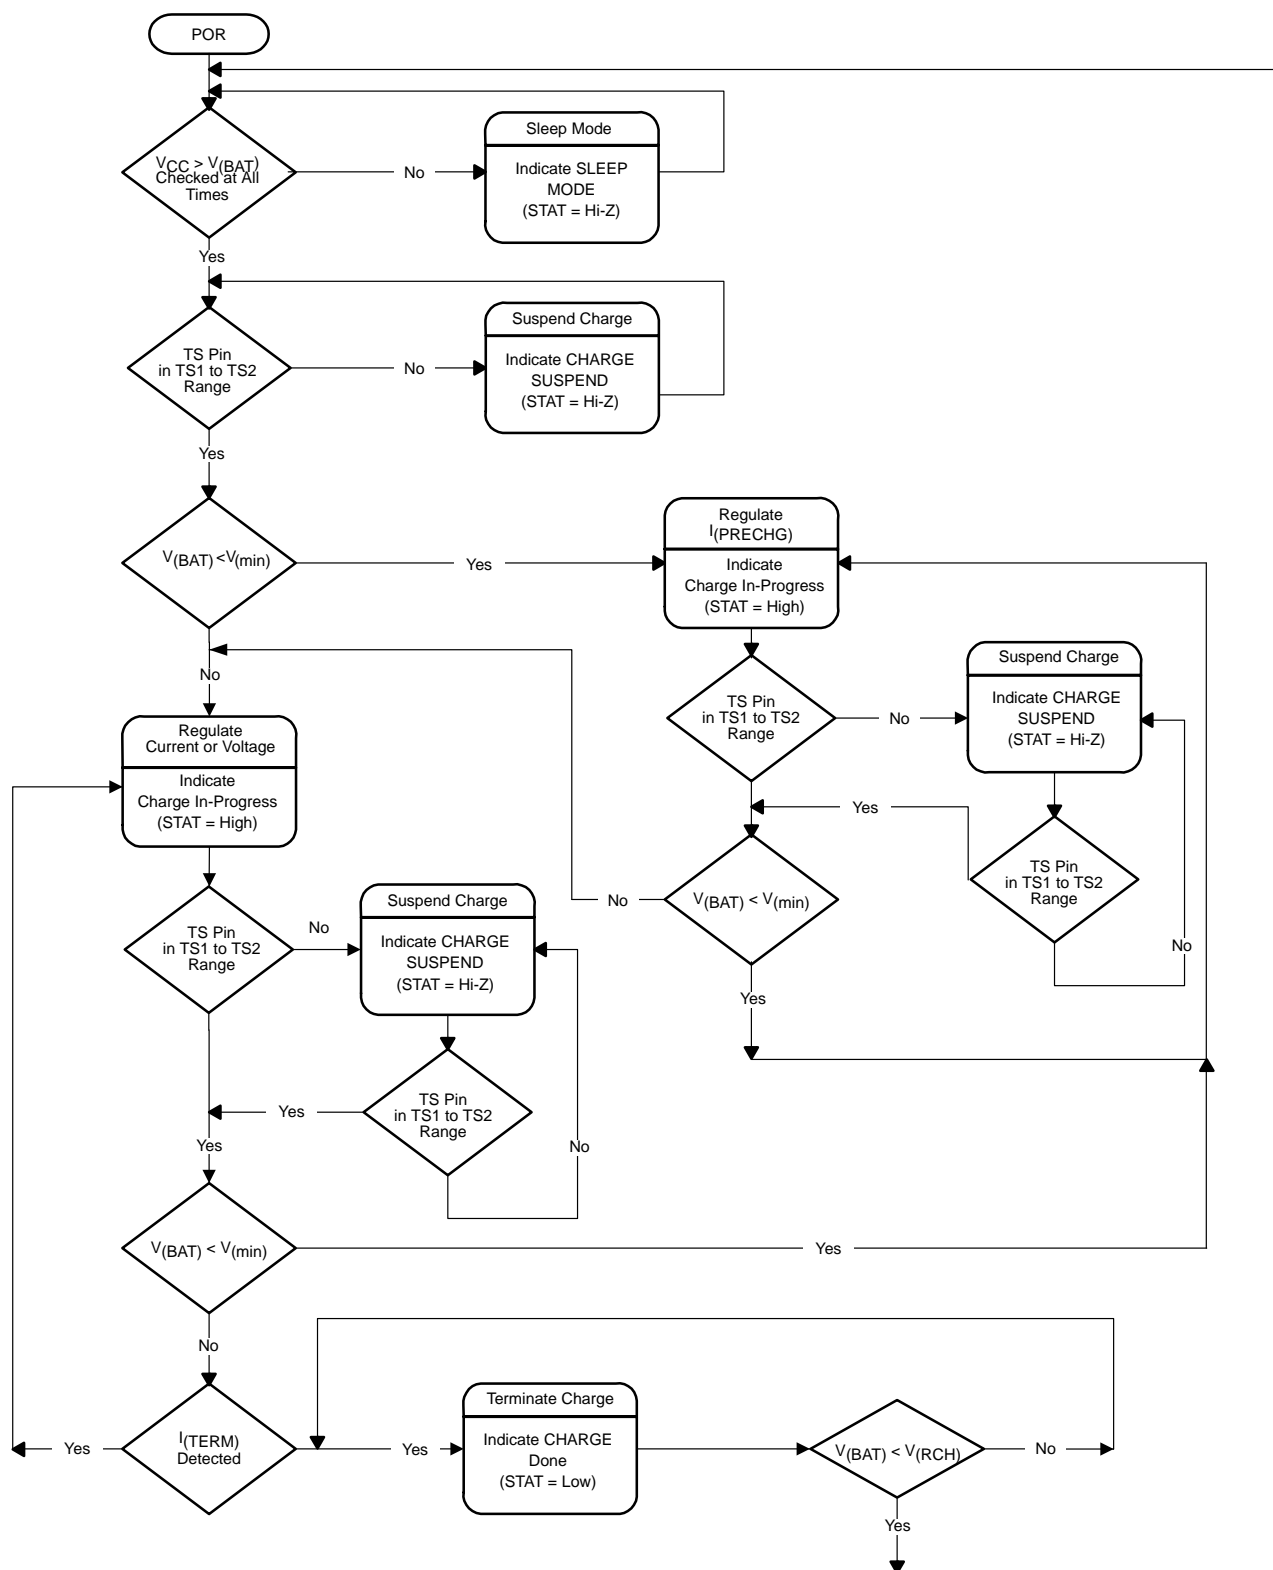 POR
VCC > V(BAT)
Checked at All
Times
No
Sleep Mode
Indicate SLEEP
MODE
(STAT = Hi-Z)
Yes
TS Pin
in TS1 to TS2
Range
No
Suspend Charge
Indicate CHARGE
SUSPEND
(STAT = Hi-Z)
Yes
V(BAT) <V(min)
Yes
Regulate
I(PRECHG)
Indicate
Charge In-Progress
(STAT = High)
No
TS Pin
in TS1 to TS2
Range
No
Suspend Charge
Indicate CHARGE
SUSPEND
(STAT = Hi-Z)
Regulate
Current or Voltage
Indicate
Charge In-Progress
(STAT = High)
Yes
TS Pin
in TS1 to TS2
Range
No
V(BAT) < V(min)
No
Yes
TS Pin
in TS1 to TS2
Range
No
Suspend Charge
Indicate CHARGE
SUSPEND
(STAT = Hi-Z)
TS Pin
in TS1 to TS2
Range
Yes
No
Yes
V(BAT) < V(min)
Yes
No
I(TERM)
Detected
Yes
Yes
Terminate Charge
Indicate CHARGE
Done
(STAT = Low)
V(BAT) < V(RCH)
No
Yes